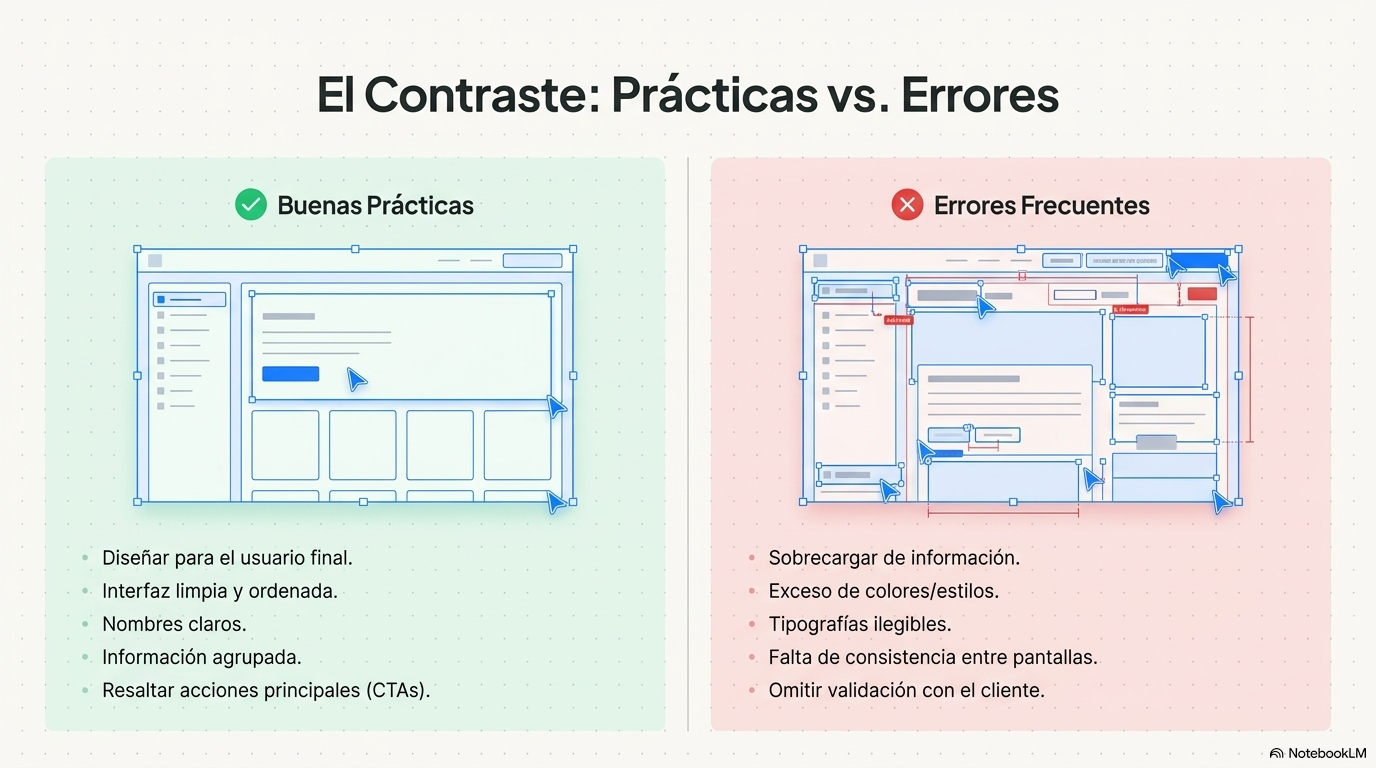 El Contraste: Prácticas vs. Errores
Buenas Prácticas
Diseñar para el usuario final.
Interfaz limpia y ordenada.
Nombres claros.
Información agrupada.
Resaltar acciones principales (CTAs).
Errores Frecuentes
Sobrecargar de información.
Exceso de colores/estilos.
Tipografías ilegibles.
Falta de consistencia entre pantallas.
Omitir validación con el cliente.
NotebookLM